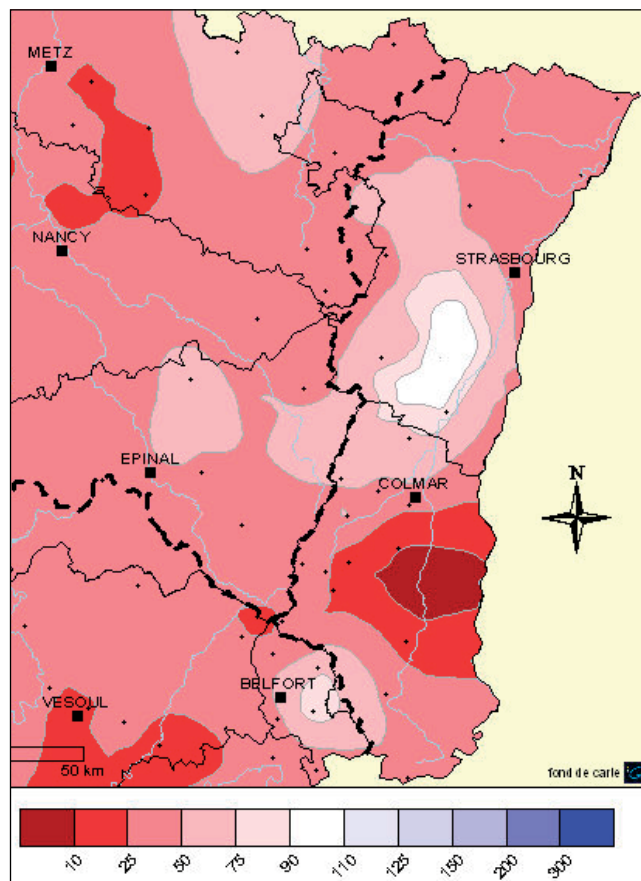 METZ
NANCY
STRASBOURG
EPINAL
COLMAR
N
BELFORT
VESOUL
50 km
fond de carte
10 25 50 75 90 110 125 150 200 300